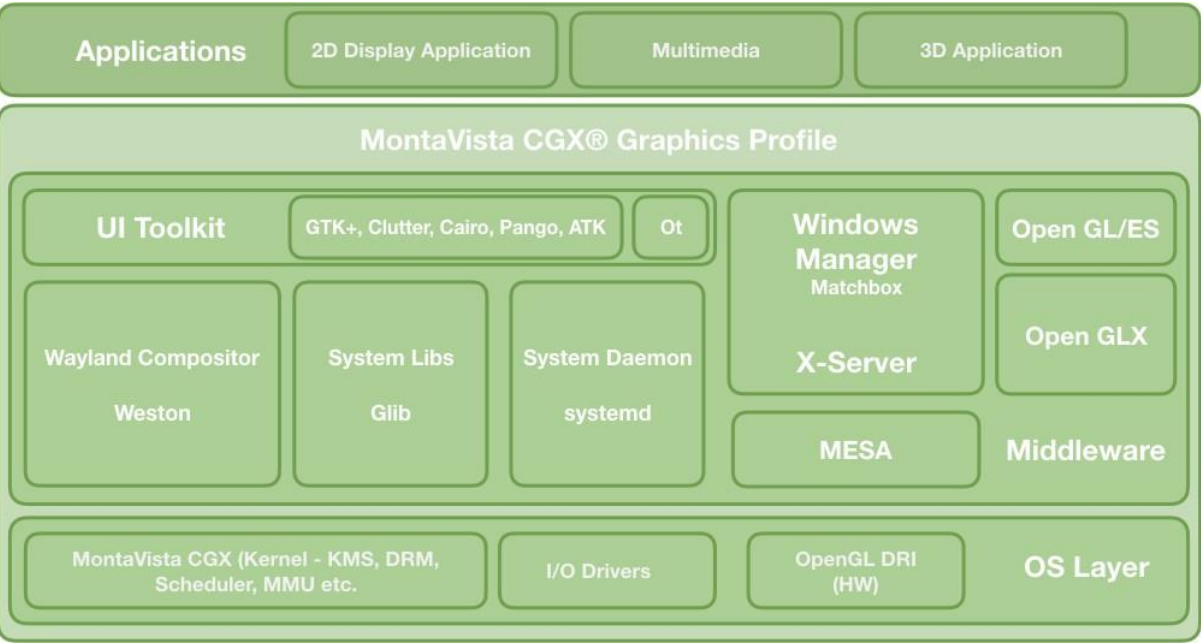 Applications
2D Display Application
Multimedia
3D Application
MontaVista CGX® Graphics Profile
UI Toolkit
GTK+, Clutter, Cairo, Pango, ATK
Ot
Windows
Manager
Matchbox
X-Server
Open GL/ES
Open GLX
Wayland Compositor
Weston
System Libs
Glib
System Daemon
systemd
MESA
Middleware
MontaVista CGX (Kernel - KMS, DRM,
Scheduler, MMU etc.
I/O Drivers
OpenGL DRI
(HW)
OS Layer